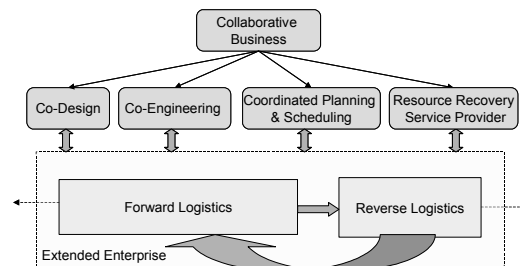 Collaborative
Business
Co-Design
Co-Engineering
Coordinated Planning
& Scheduling
Resource Recovery
Service Provider
Forward Logistics
Reverse Logistics
Extended Enterprise